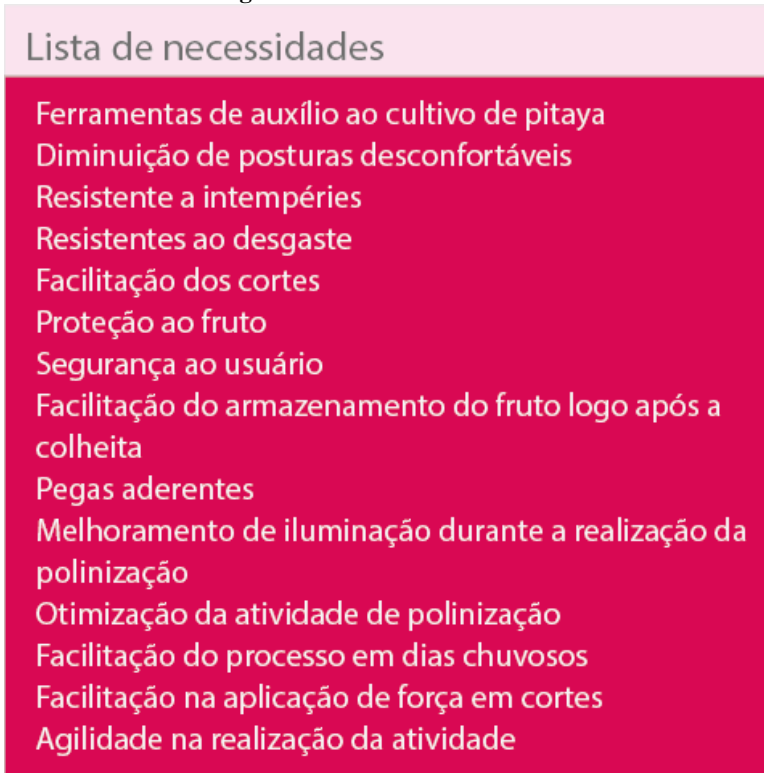 Lista de necessidades
Ferramentas de auxílio ao cultivo de pitaya
Diminuição de posturas desconfortáveis
Resistente a intempéries
Resistentes ao desgaste
Facilitação dos cortes
Proteção ao fruto
Segurança ao usuário
Facilitação do armazenamento do fruto logo após a
colheita
Pegas aderentes
Melhoramento de iluminação durante a realização da
polinização
Otimização da atividade de polinização
Facilitação do processo em dias chuvosos
Facilitação na aplicação de força em cortes
Agilidade na realização da atividade